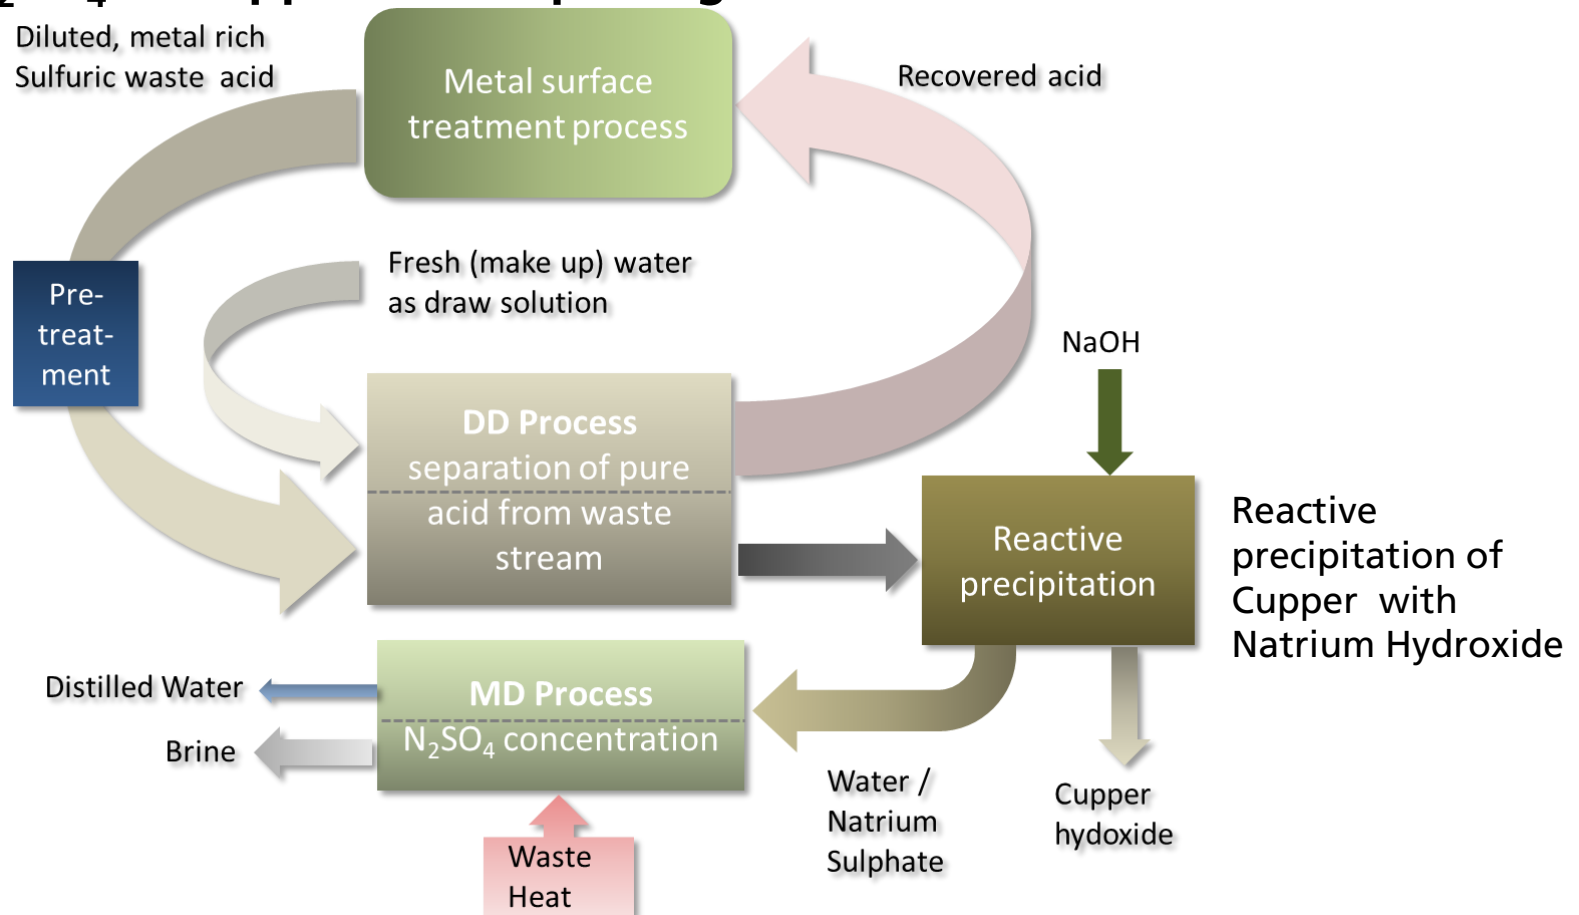 Diluted, metal rich
Sulfuric waste acid
Metal surface
treatment process
Recovered acid
Pre-
treat-
ment
Fresh (make up) water
as draw solution
NaOH
DD Process
separation of pure
acid from waste
stream
Reactive
precipitation
Reactive
precipitation of
Cupper with
Natrium Hydroxide
Distilled Water
Brine
MD Process
N₂SO₄ concentration
Water /
Natrium
Sulphate
Cupper
hydoxide
Waste
Heat